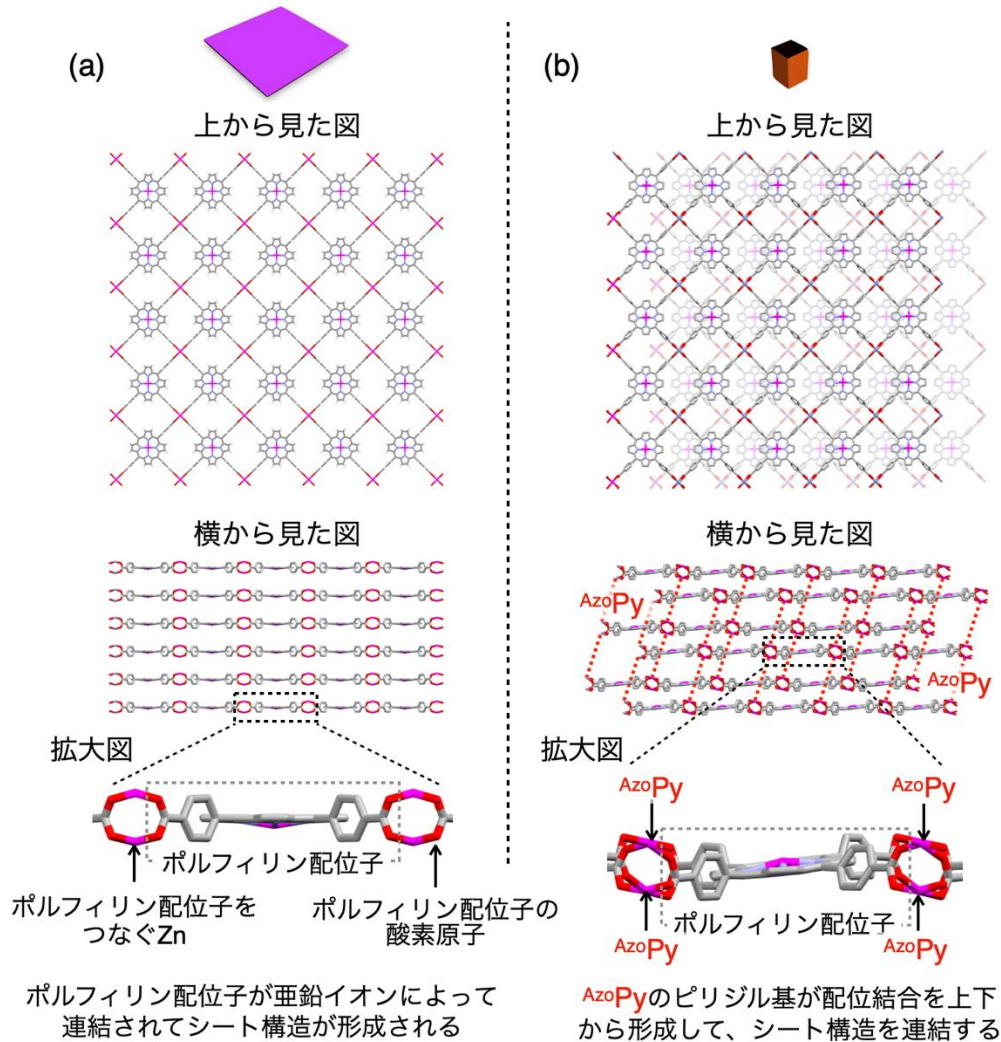 (a)
上から見た図
横から見た図
拡大図
ポルフィリン配位子
ポルフィリン配位子を
つなぐZn
ポルフィリン配位子の
酸素原子
ポルフィリン配位子が亜鉛イオンによって
連結されてシート構造が形成される
(b)
上から見た図
横から見た図
AzoPy
AzoPy
拡大図
AzoPy
AzoPy
ポルフィリン配位子
AzoPy
AzoPy
AzoPyのピリジル基が配位結合を上下
から形成して、シート構造を連結する